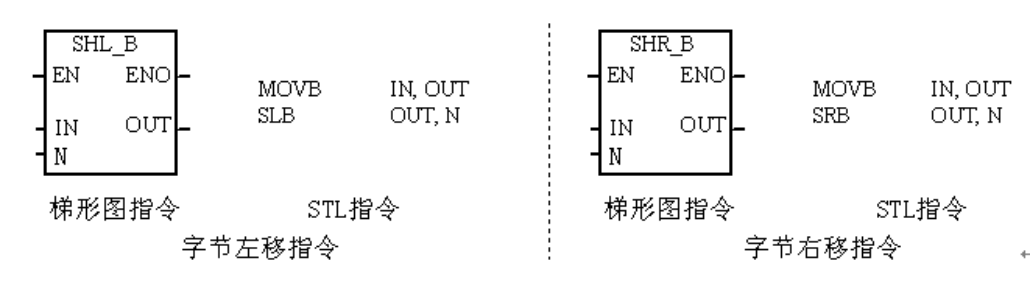 SHL_B
EN ENO
IN OUT
N
MOVB IN, OUT
SLB OUT, N
梯形图指令 STL指令
字节左移指令
SHR_B
EN ENO
IN OUT
N
MOVB IN, OUT
SRB OUT, N
梯形图指令 STL指令
字节右移指令